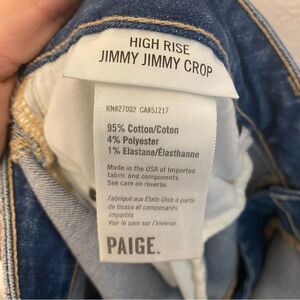 HIGH RISE
JIMMY JIMMY CROP
RN#27002 CA#51217
95% Cotton/Coton
4% Polyester
1% Elastane/Élasthanne
Made in the USA of Imported
fabric and components.
See care on reverse.
Fabriqué aux États-Unis à partir
de tissus et composants
importés
Voir le soin sur l'inverse.
PAIGE.